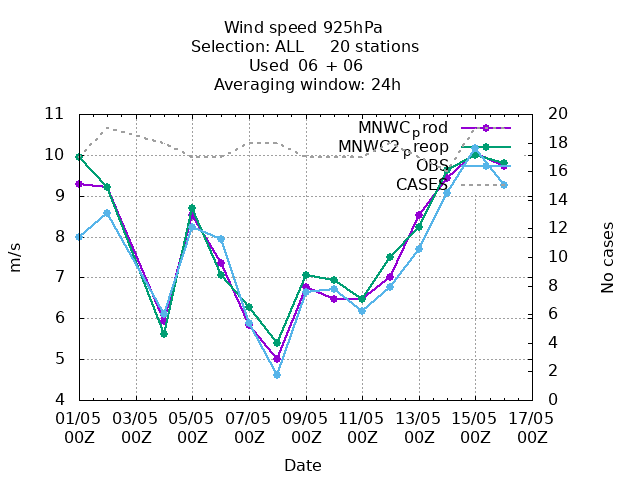 Wind speed 925hPa
Selection: ALL 20 stations
Used 06 + 06
Averaging window: 24h
11
10
9
8
7
6
5
4
m/s
20
18
16
14
12
10
8
6
4
2
0
No cases
MNWC_prod
MNWC2_preop
OBS
CASES
01/05 03/05 05/05 07/05 09/05 11/05 13/05 15/05 17/05
00Z 00Z 00Z 00Z 00Z 00Z 00Z 00Z 00Z
Date